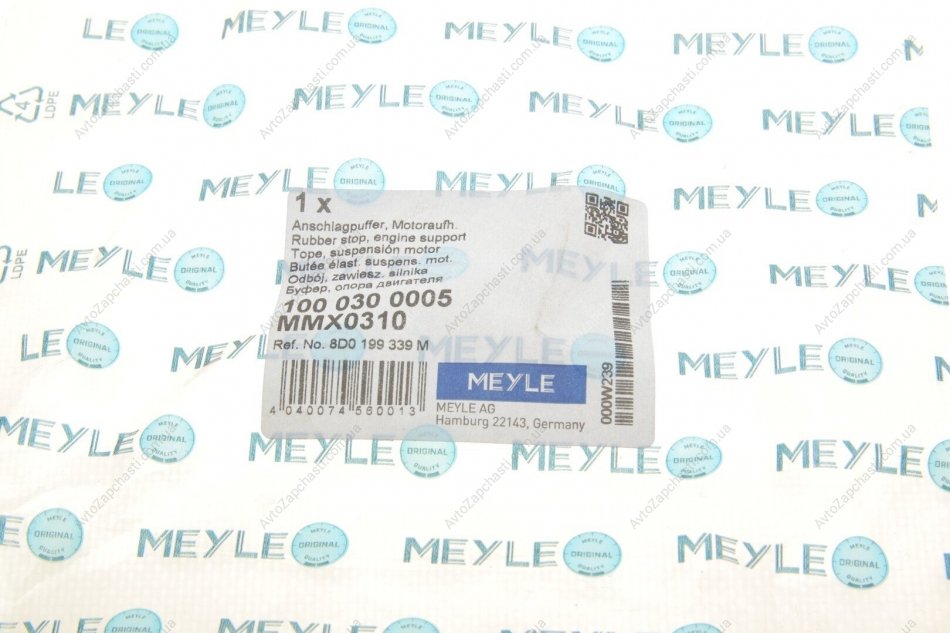 1 x
Anschlagpuffer, Motoraufh.
Rubber stop, engine support
Tope, suspensión motor
Butée élast. suspens. mot.
Odbój, zawiesz. silnika
Буфер, опора двигателя
100 030 0005
MMX0310
Ref. No. 8D0 199 339 M
4 040074 560013
MEYLE
MEYLE AG
Hamburg 22143, Germany
000W239
MEYLE
MEYLE
ORIGINAL
QUALITY
4
LDPE
AvtoZapchasti.com.ua